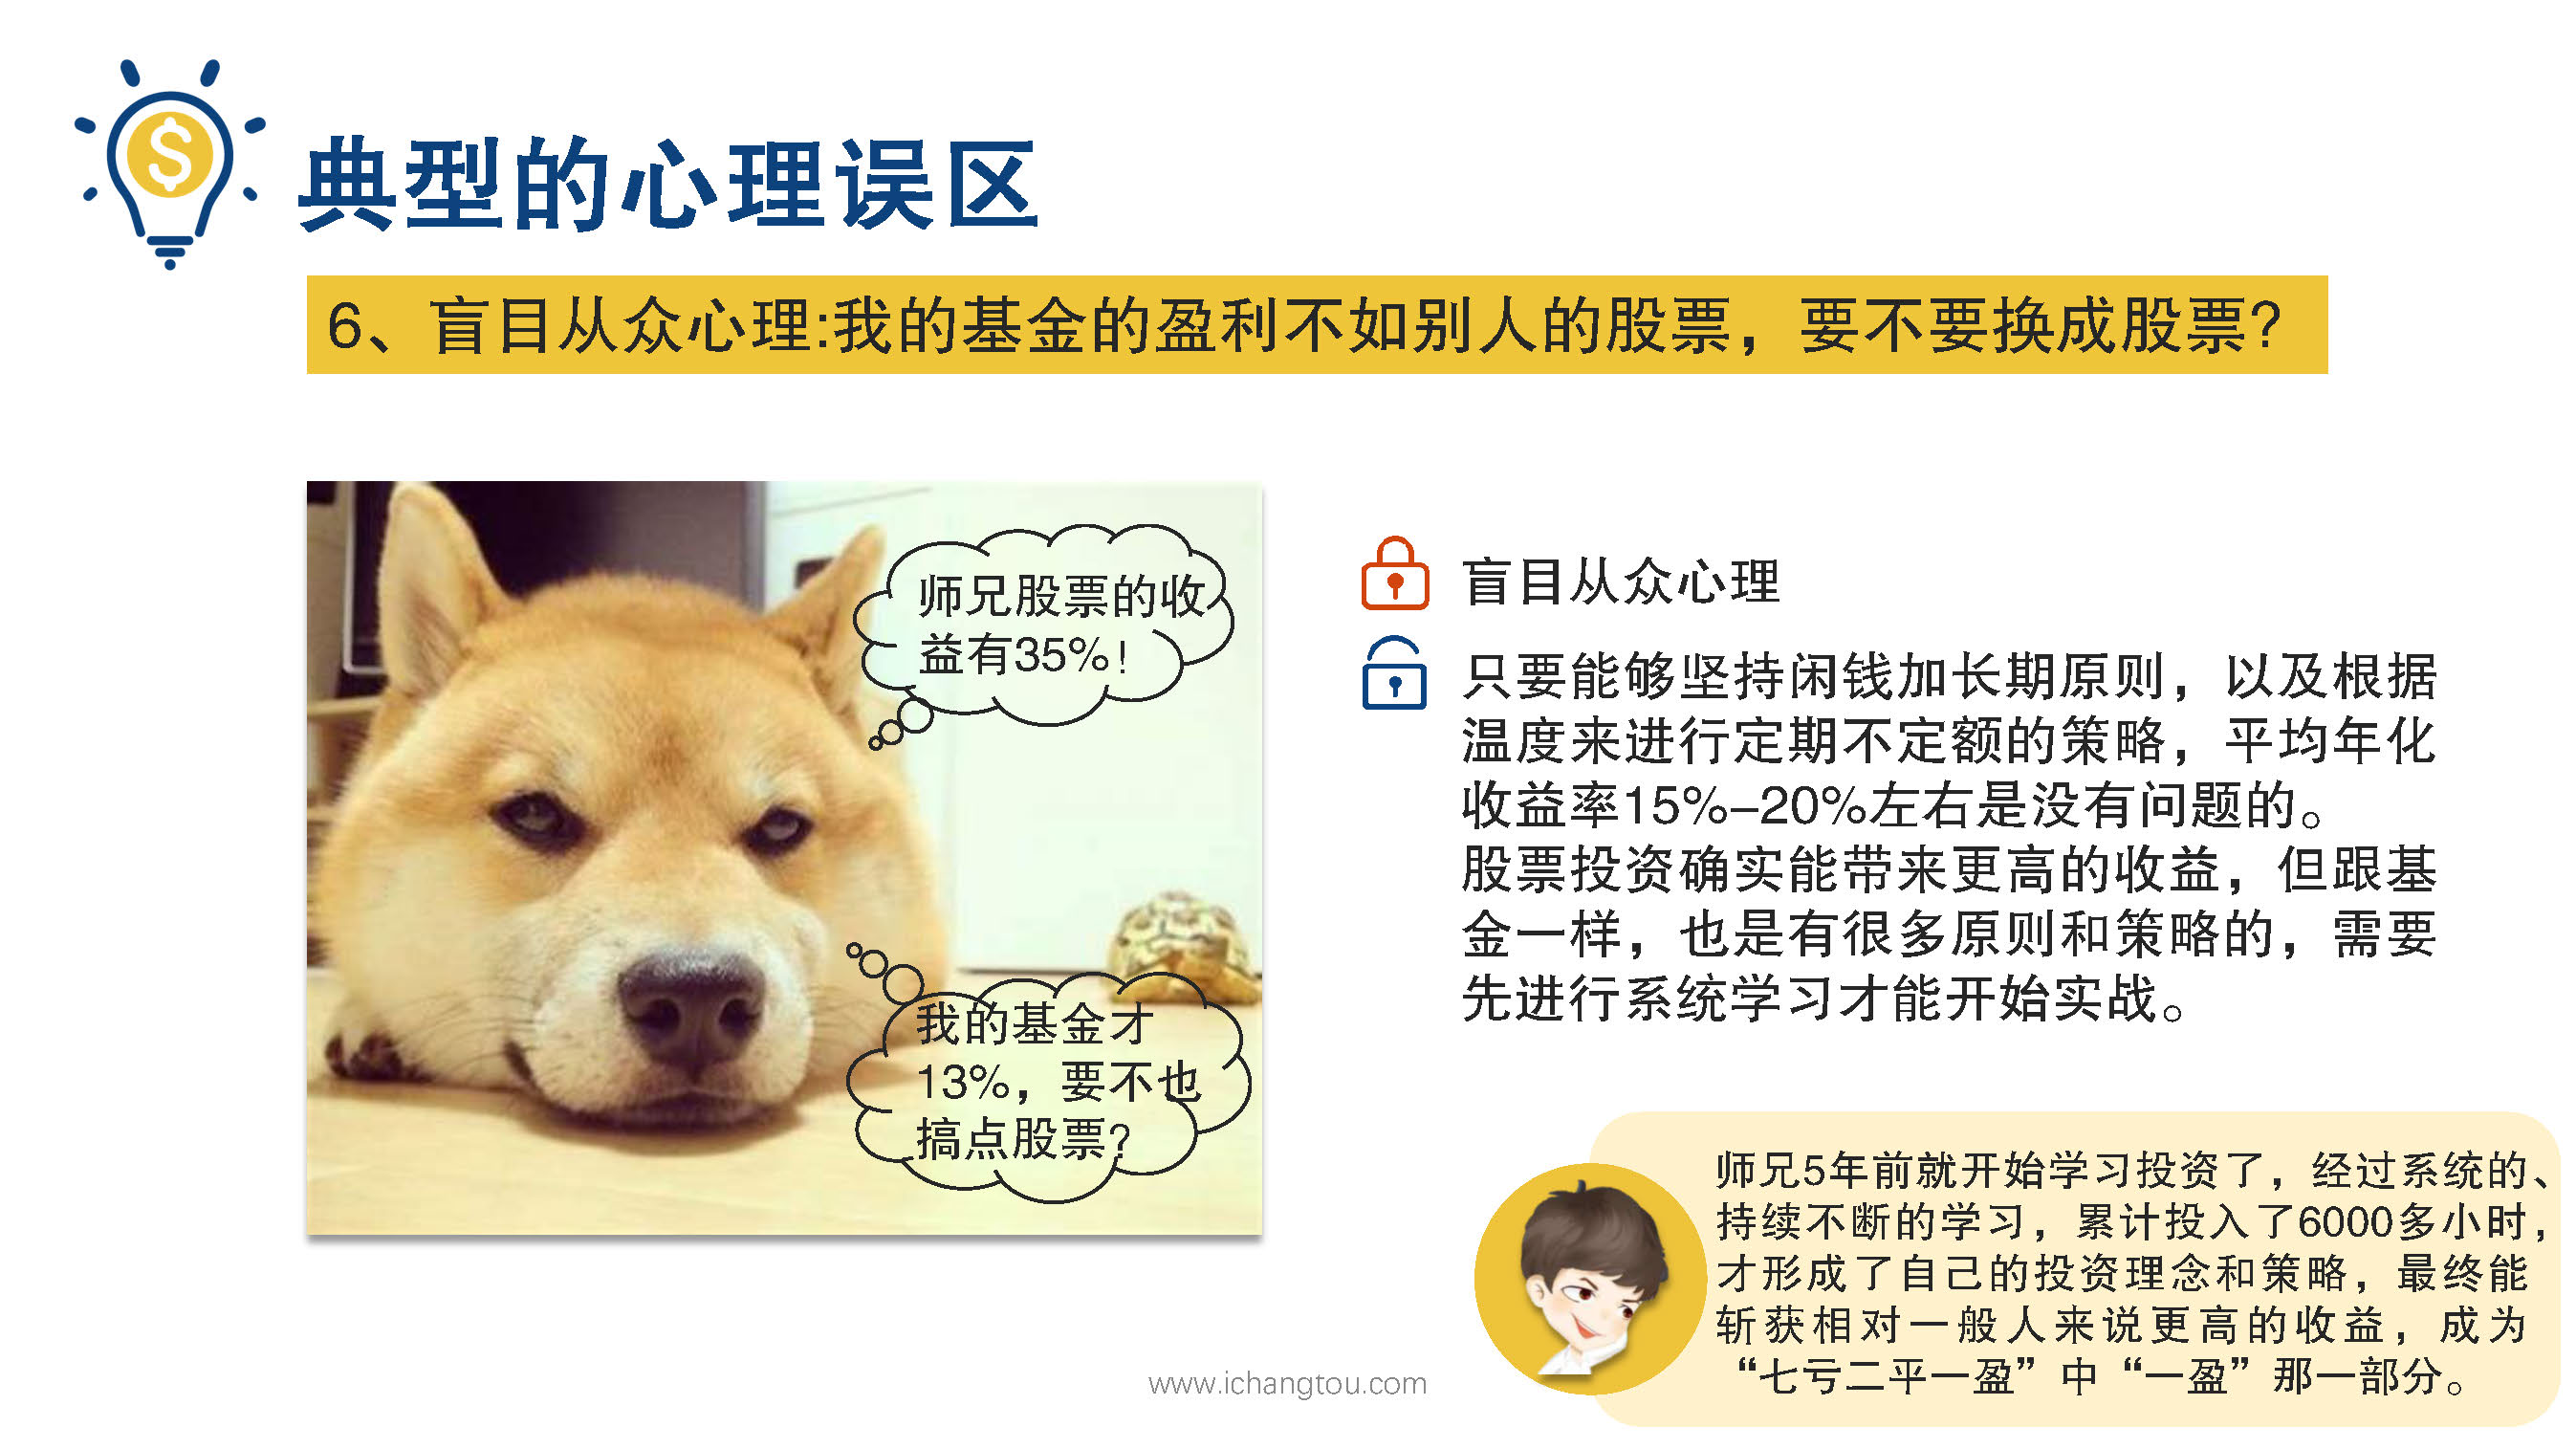 典型的心理误区
6、盲目从众心理:我的基金的盈利不如别人的股票，要不要换成股票？
师兄股票的收
益有35%！
我的基金才
13%，要不也
搞点股票？
盲目从众心理
只要能够坚持闲钱加长期原则，以及根据
温度来进行定期不定额的策略，平均年化
收益率15%–20%左右是没有问题的。
股票投资确实能带来更高的收益，但跟基
金一样，也是有很多原则和策略的，需要
先进行系统学习才能开始实战。
师兄5年前就开始学习投资了，经过系统的、
持续不断的学习，累计投入了6000多小时，
才形成了自己的投资理念和策略，最终能
斩获相对一般人来说更高的收益，成为
“七亏二平一盈”中“一盈”那一部分。
www.ichangtou.com